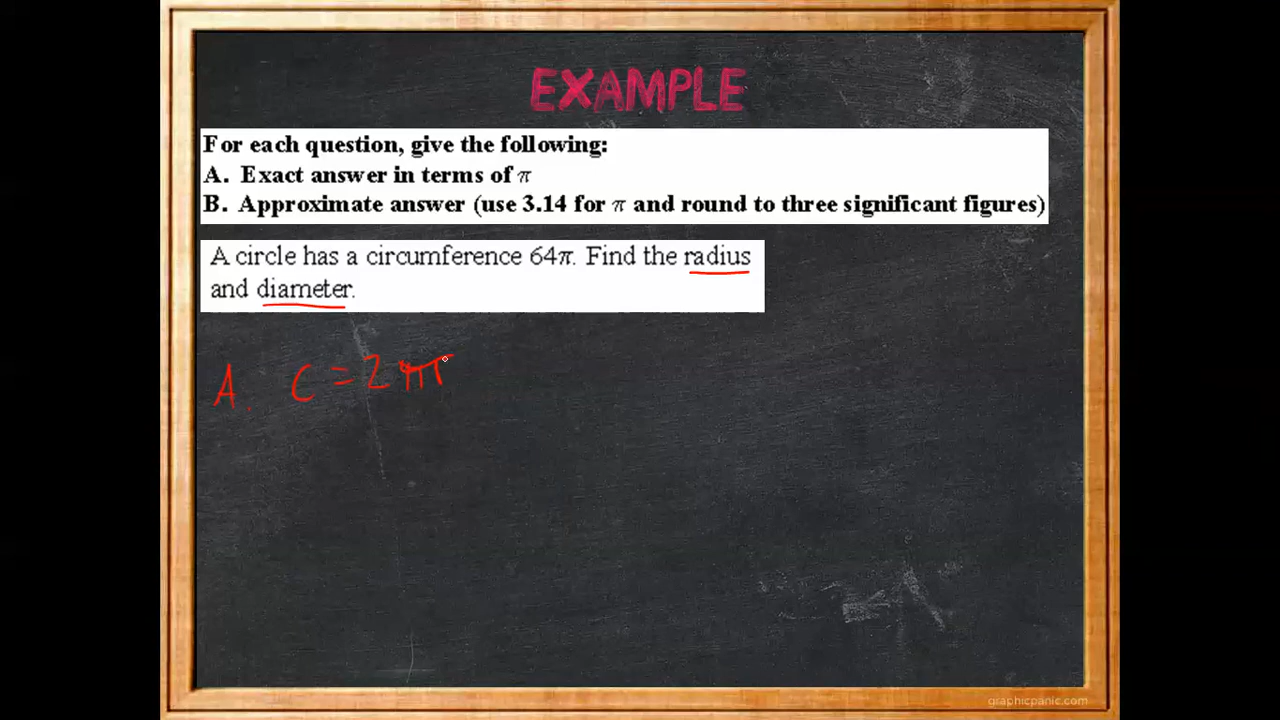 EXAMPLE
For each question, give the following:
A. Exact answer in terms of π
B. Approximate answer (use 3.14 for π and round to three significant figures)
A circle has a circumference 64π. Find the radius
and diameter.
A. C = 2πr
graphicpanic.com